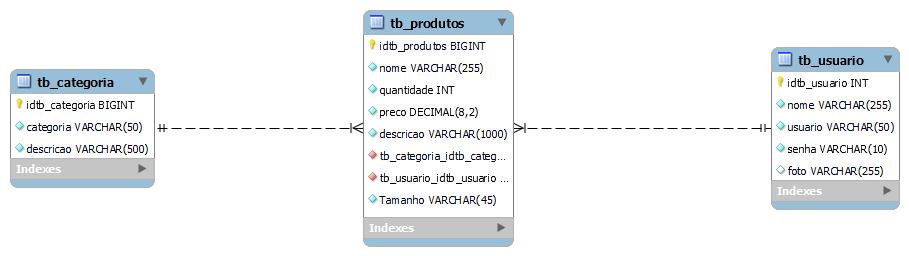 tb_categoria
idtb_categoria BIGINT
categoria VARCHAR(50)
descricao VARCHAR(500)
Indexes
tb_produtos
idtb_produtos BIGINT
nome VARCHAR(255)
quantidade INT
preco DECIMAL(8,2)
descricao VARCHAR(1000)
tb_categoria_idtb_categ...
tb_usuario_idtb_usuario ...
Tamanho VARCHAR(45)
Indexes
tb_usuario
idtb_usuario INT
nome VARCHAR(255)
usuario VARCHAR(50)
senha VARCHAR(10)
foto VARCHAR(255)
Indexes